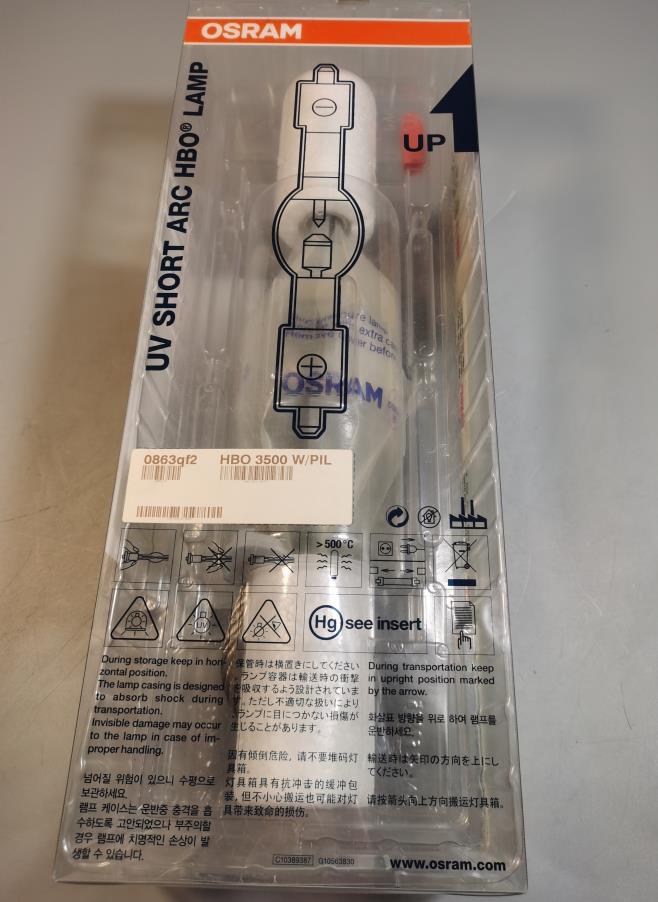 OSRAM
UV SHORT ARC HBO® LAMP
UP
extra
before
OSRAM
0863qf2 HBO 3500 W/PIL
> 500°C
UV
Hg see insert
During storage keep in hori-
zontal position.
The lamp casing is designed
to absorb shock during
transportation.
Invisible damage may occur
to the lamp in case of im-
proper handling.
넘어질 위험이 있으니 수평으로
보관하세요.
램프 케이스는 운반중 충격을 흡
수하도록 고안되었으나 부주의할
경우 램프에 치명적인 손상이 발
생할 수 있습니다.
保管時は横置きにしてください
ランプ容器は輸送時の衝撃
を吸収するよう設計されていま
す。ただし不適切な扱いにより
ランプに目につかない損傷が
生じることがあります。
因有倾倒危险，请不要堆码灯
具箱。
灯具箱具有抗冲击的缓冲包
装，但不小心搬运也可能对灯
具带来致命的损伤。
During transportation keep
in upright position marked
by the arrow.
화살표 방향을 위로 하여 램프를
운반하세요.
輸送時は矢印の方向を上にし
てください。
请按箭头向上方向搬运灯具箱。
C10389387 G10563830
www.osram.com